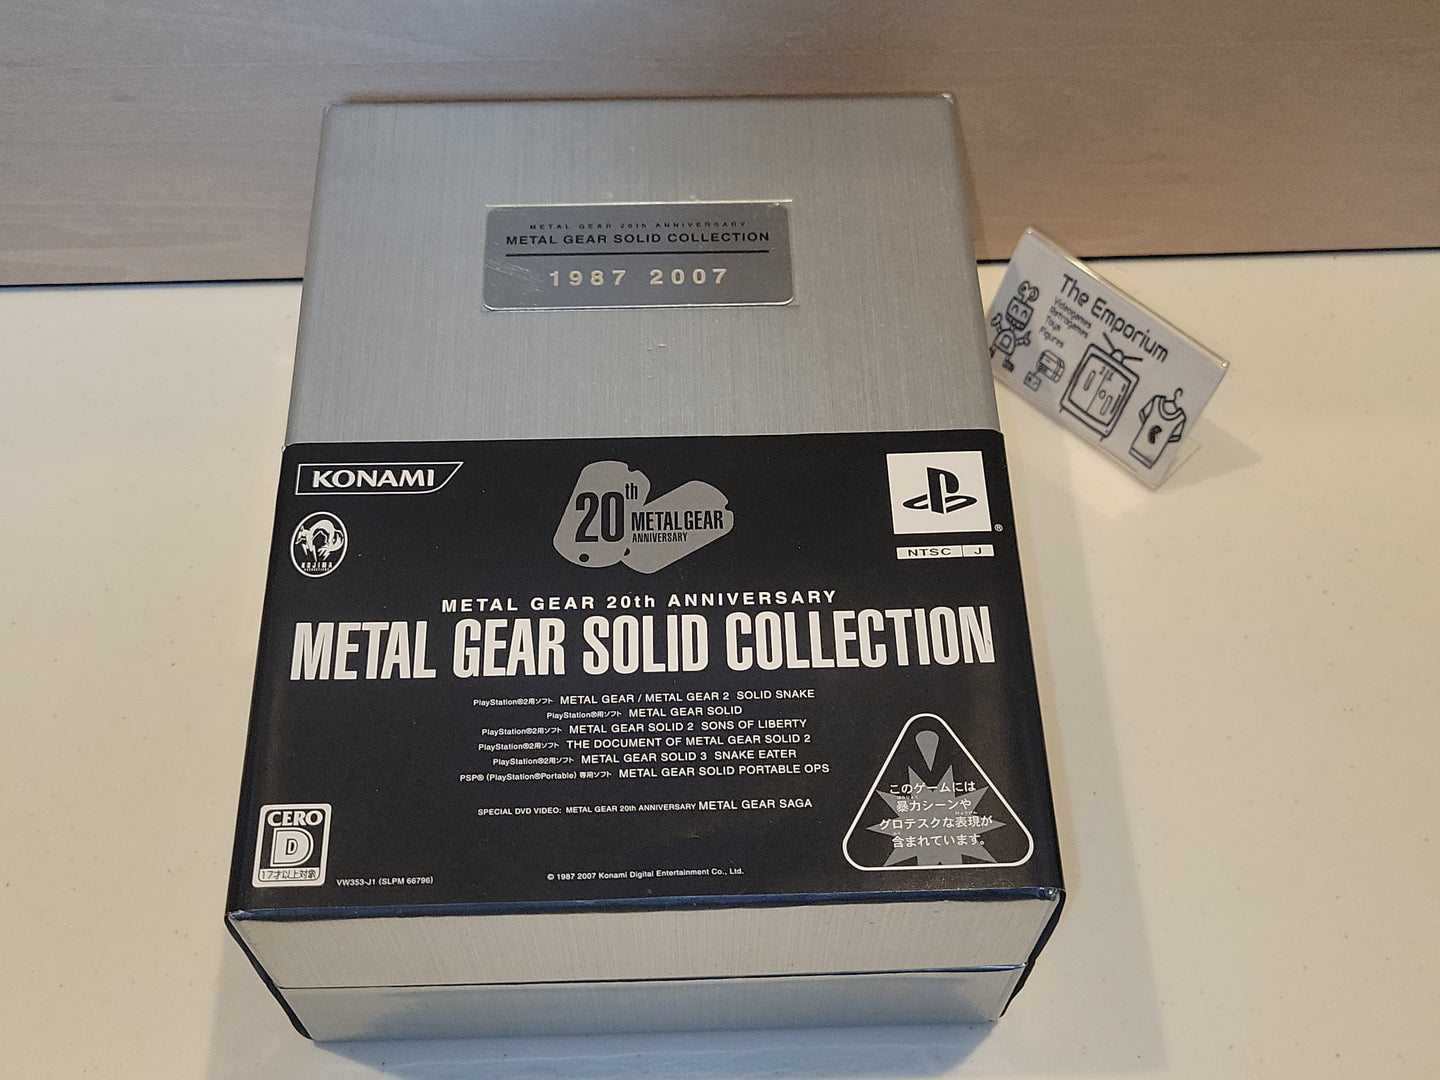 METAL GEAR 20th ANNIVERSARY
METAL GEAR SOLID COLLECTION
1987 2007
The Emporium
Videogames
Retrogames
Toys
Figures
KONAMI
20th
METAL GEAR
ANNIVERSARY
KOJIMA
PRODUCTIONS
®
NTSC J
METAL GEAR 20th ANNIVERSARY
METAL GEAR SOLID COLLECTION
PlayStation®2用ソフト METAL GEAR / METAL GEAR 2 SOLID SNAKE
PlayStation®用ソフト METAL GEAR SOLID
PlayStation®2用ソフト METAL GEAR SOLID 2 SONS OF LIBERTY
PlayStation®2用ソフト THE DOCUMENT OF METAL GEAR SOLID 2
PlayStation®2用ソフト METAL GEAR SOLID 3 SNAKE EATER
PSP® (PlayStation®Portable) 専用ソフト METAL GEAR SOLID PORTABLE OPS
SPECIAL DVD VIDEO: METAL GEAR 20th ANNIVERSARY METAL GEAR SAGA
このゲームには
暴力シーンや
グロテスクな表現が
含まれています。
CERO
D
17才以上対象
VW353-J1 (SLPM 66796)
© 1987 2007 Konami Digital Entertainment Co., Ltd.